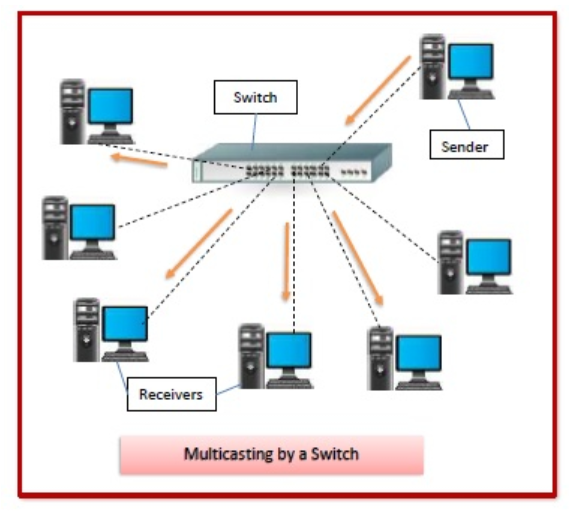 Switch
Sender
Receivers
Multicasting by a Switch